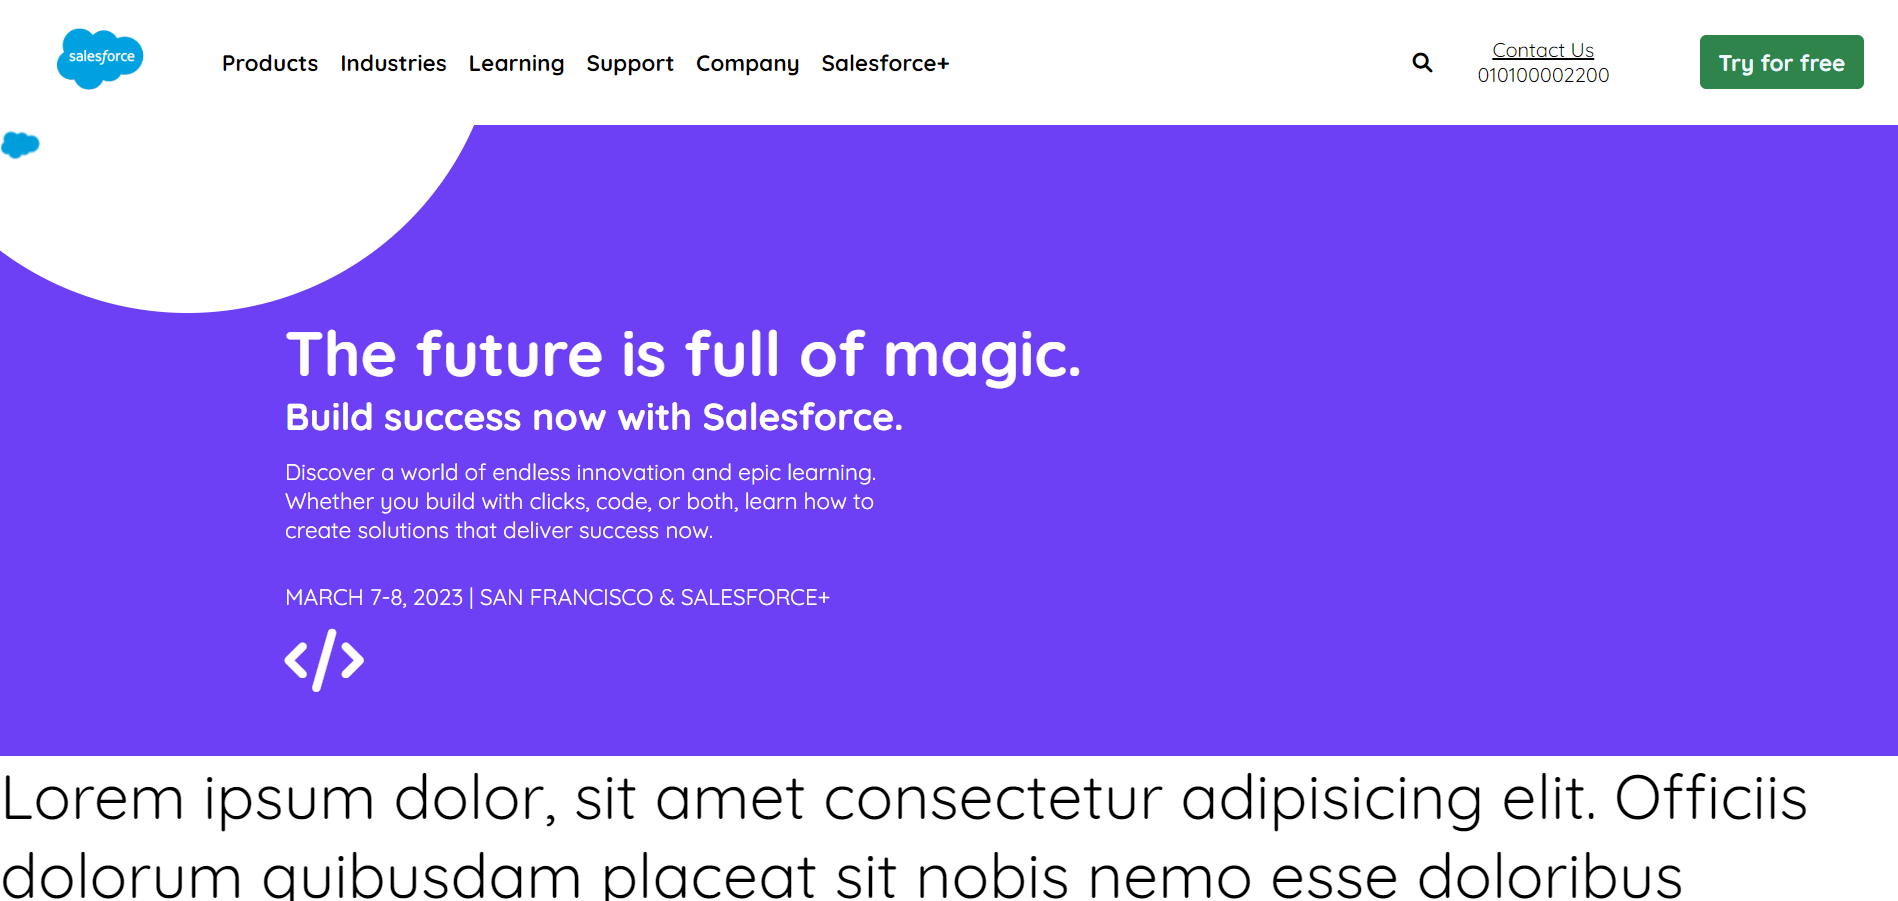 salesforce
Products Industries Learning Support Company Salesforce+
Contact Us
010100002200
Try for free
The future is full of magic.
Build success now with Salesforce.
Discover a world of endless innovation and epic learning.
Whether you build with clicks, code, or both, learn how to
create solutions that deliver success now.
MARCH 7-8, 2023 | SAN FRANCISCO & SALESFORCE+
</>
Lorem ipsum dolor, sit amet consectetur adipisicing elit. Officiis
dolorum quibusdam placeat sit nobis nemo esse doloribus